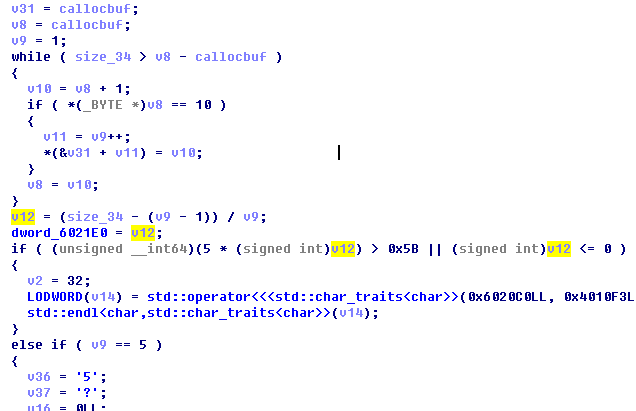 v31 = callocbuf;
v8 = callocbuf;
v9 = 1;
while ( size_34 > v8 - callocbuf )
{
v10 = v8 + 1;
if ( *(_BYTE *)v8 == 10 )
{
v11 = v9++;
*(&v31 + v11) = v10;
}
v8 = v10;
}
v12 = (size_34 - (v9 - 1)) / v9;
dword_6021E0 = v12;
if ( (unsigned __int64)(5 * (signed int)v12) > 0x5B || (signed int)v12 <= 0 )
{
v2 = 32;
LODWORD(v14) = std::operator<<<std::char_traits<char>>(0x6020C0LL, 0x4010F3L
std::endl<char,std::char_traits<char>>(v14);
}
else if ( v9 == 5 )
{
v36 = '5';
v37 = '?';
v16 = 0LL;